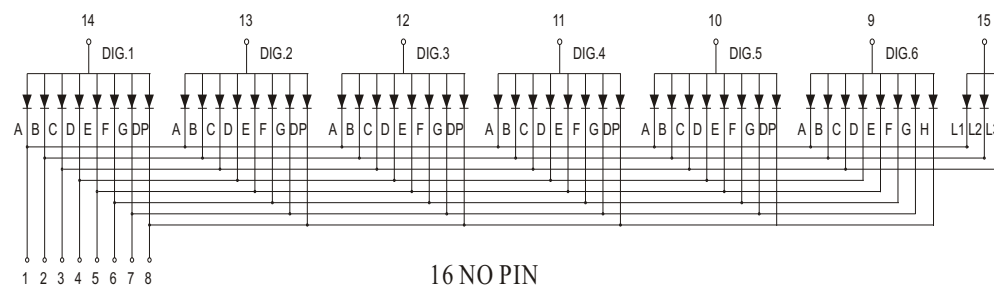 14 13 12 11 10 9 15
DIG.1 DIG.2 DIG.3 DIG.4 DIG.5 DIG.6
A B C D E F G DP A B C D E F G DP A B C D E F G DP A B C D E F G DP A B C D E F G DP A B C D E F G H L1 L2 L3
1 2 3 4 5 6 7 8
16 NO PIN